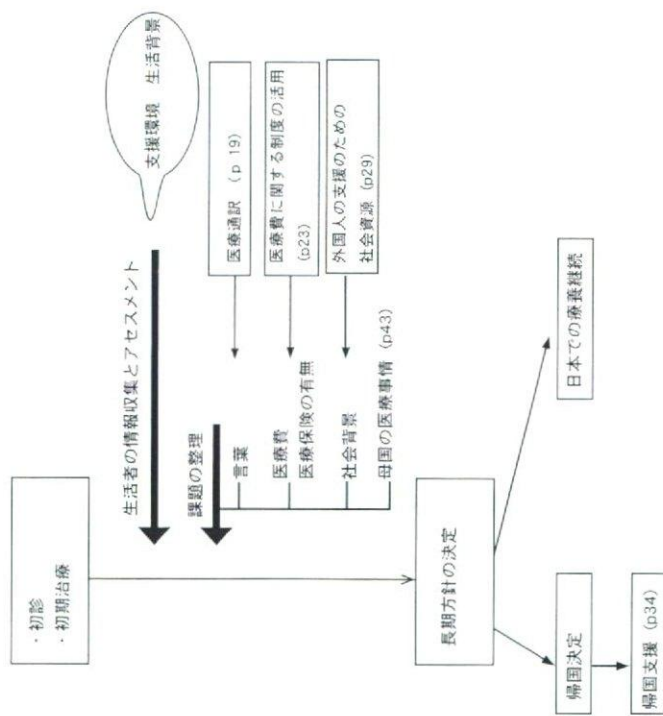 ・初診
・初期治療
生活者の情報収集とアセスメント
支援環境　生活背景
課題の整理
言葉
医療通訳 (p 19)
医療費
医療保険の有無
医療費に関する制度の活用
(p23)
社会背景
外国人の支援のための
社会資源 (p29)
母国の医療事情 (p43)
長期方針の決定
帰国決定
日本での療養継続
帰国支援 (p34)